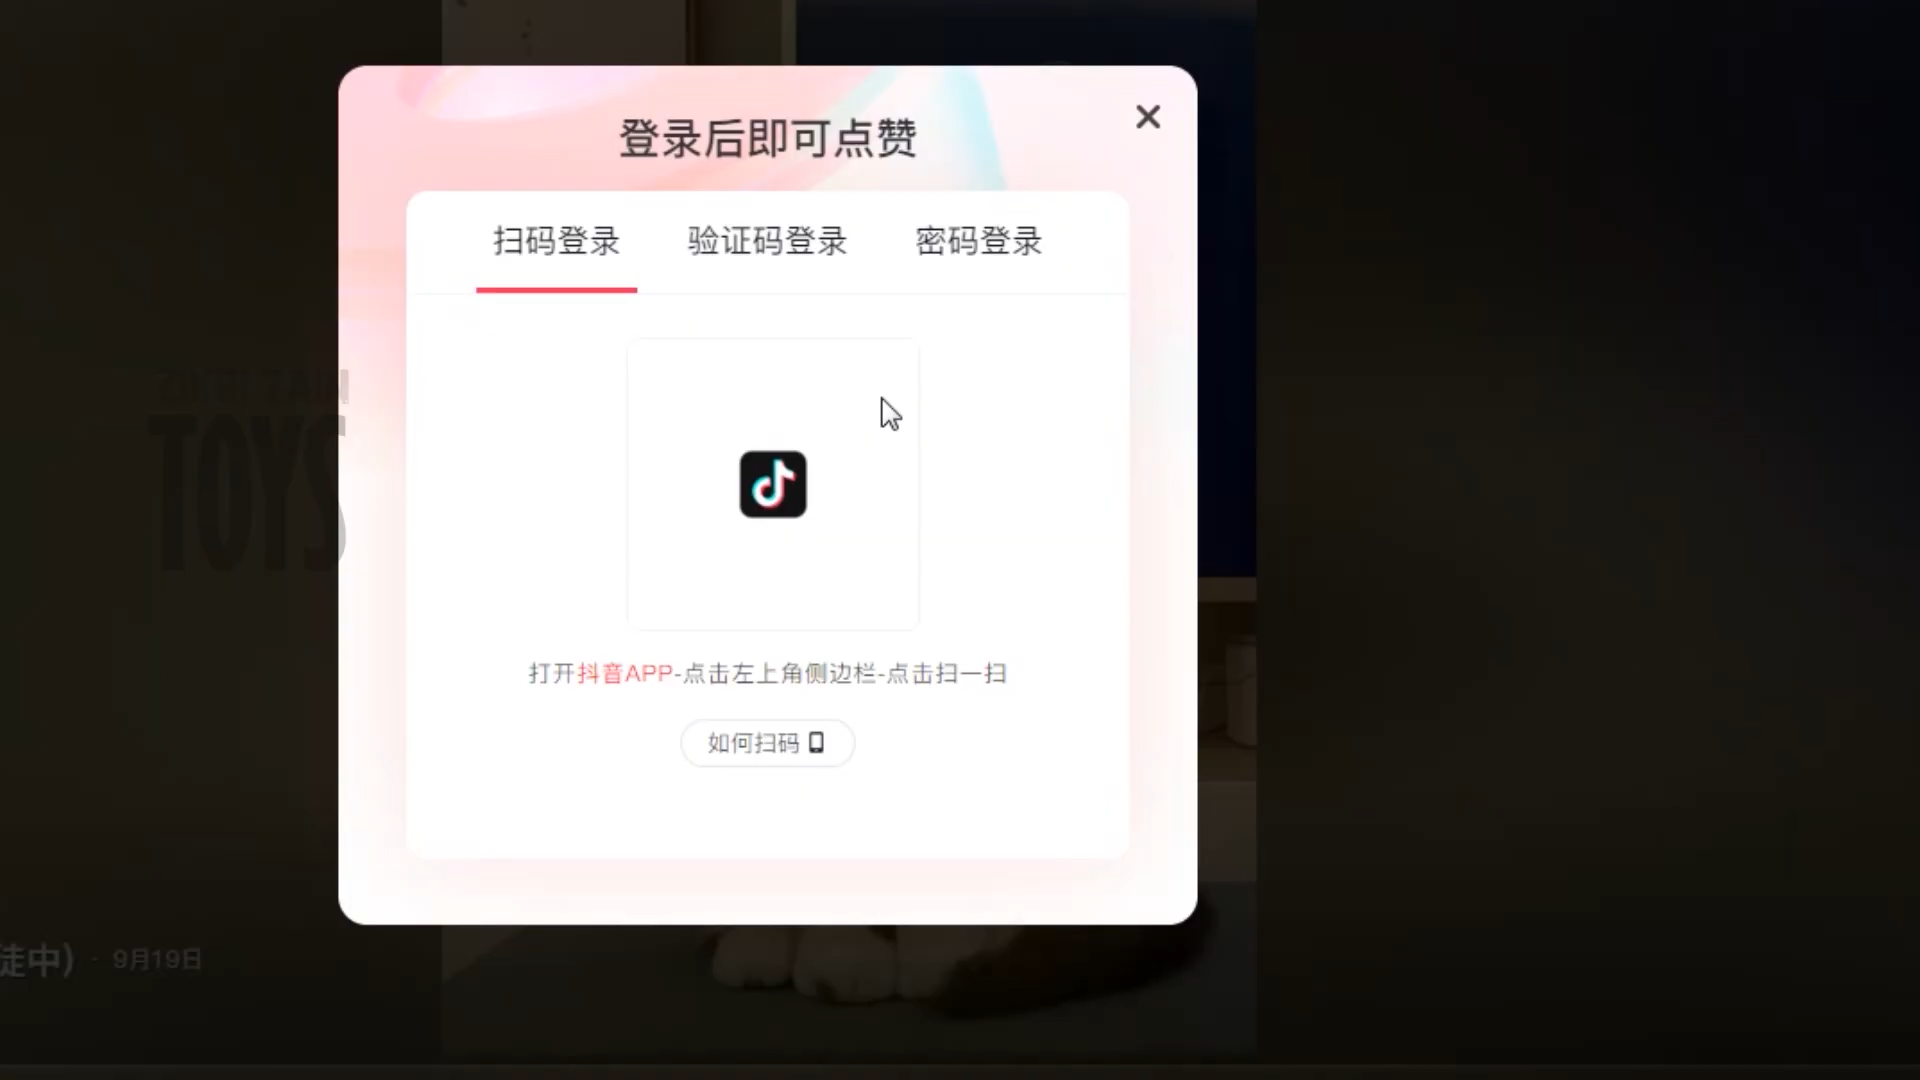 登录后即可点赞
扫码登录 验证码登录 密码登录
TOYS
打开抖音APP-点击左上角侧边栏-点击扫一扫
如何扫码
徒中) · 9月19日